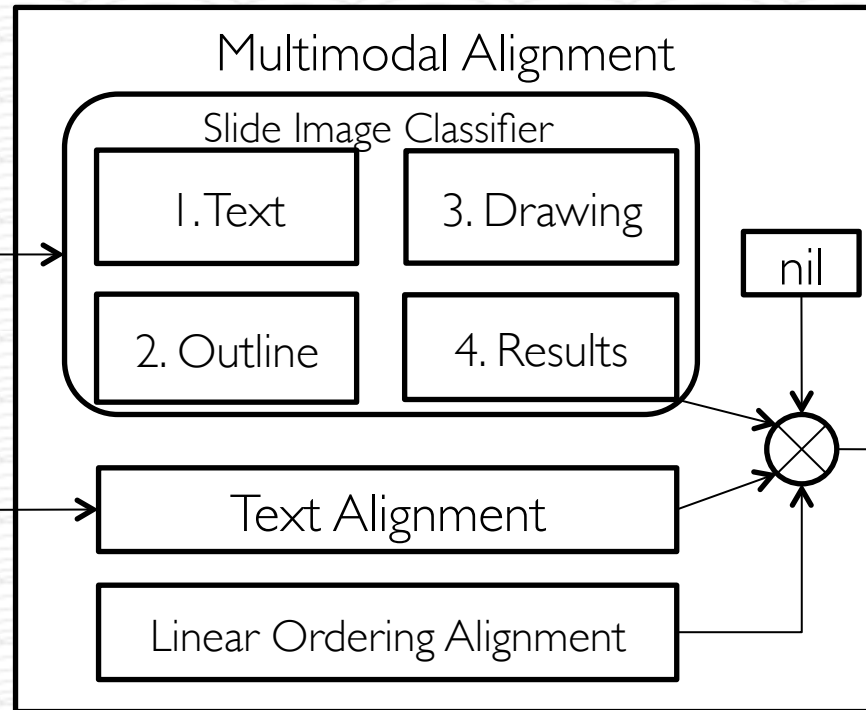 Multimodal Alignment
Slide Image Classifier
1. Text
3. Drawing
2. Outline
4. Results
nil
Text Alignment
Linear Ordering Alignment